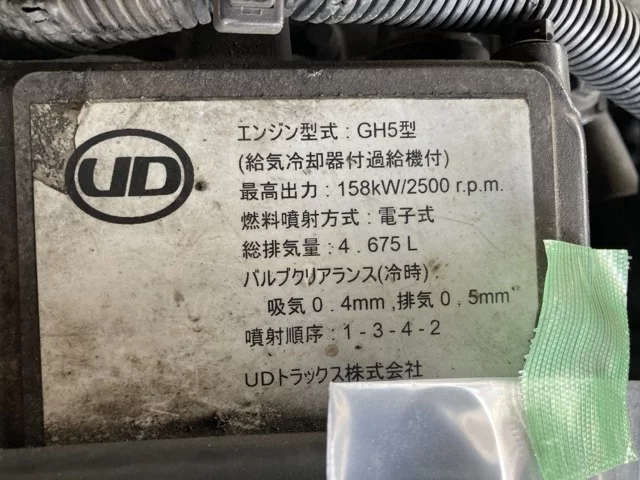 UD
エンジン型式 : GH5型
(給気冷却器付過給機付)
最高出力 : 158kW/2500 r.p.m.
燃料噴射方式 : 電子式
総排気量 : 4 . 675 L
バルブクリアランス(冷時) :
吸気 0 . 4mm ,排気 0 . 5mm
噴射順序 : 1 - 3 - 4 - 2
UDトラックス株式会社